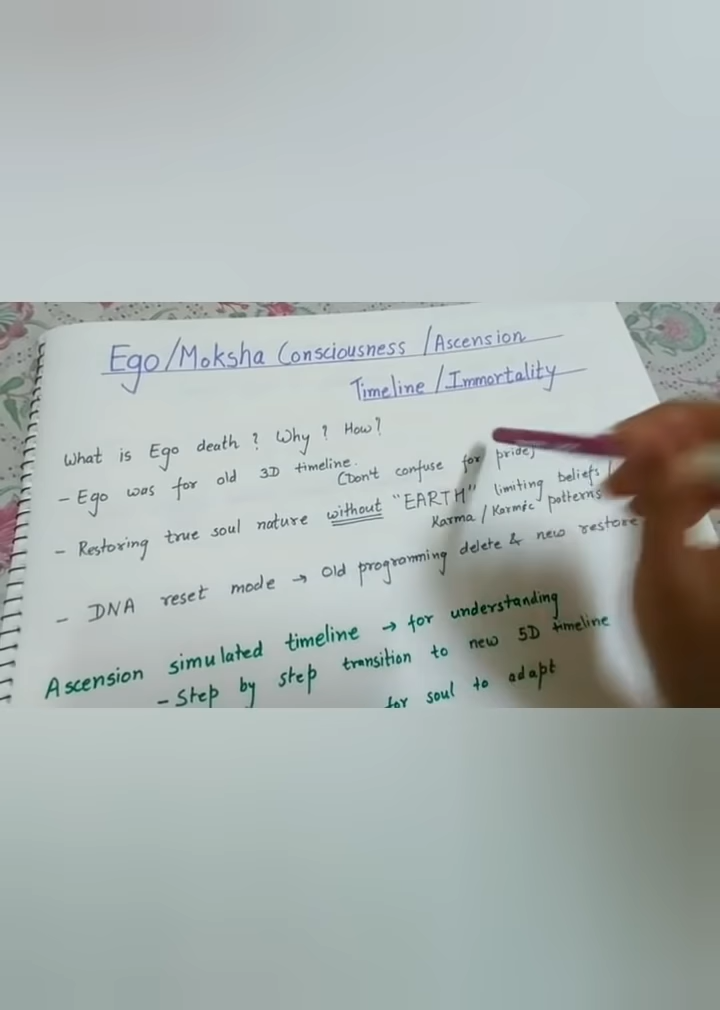 Ego/Moksha Consciousness /Ascension
Timeline /Immortality
What is Ego death? Why? How?
- Ego was for old 3D timeline.
(Don't confuse for pride)
- Restoring true soul nature without "EARTH" limiting beliefs/
Karma/Karmic patterns
- DNA reset mode → Old programming delete & new restore
Ascension simulated timeline → for understanding
- Step by step transition to new 5D timeline
for soul to adapt